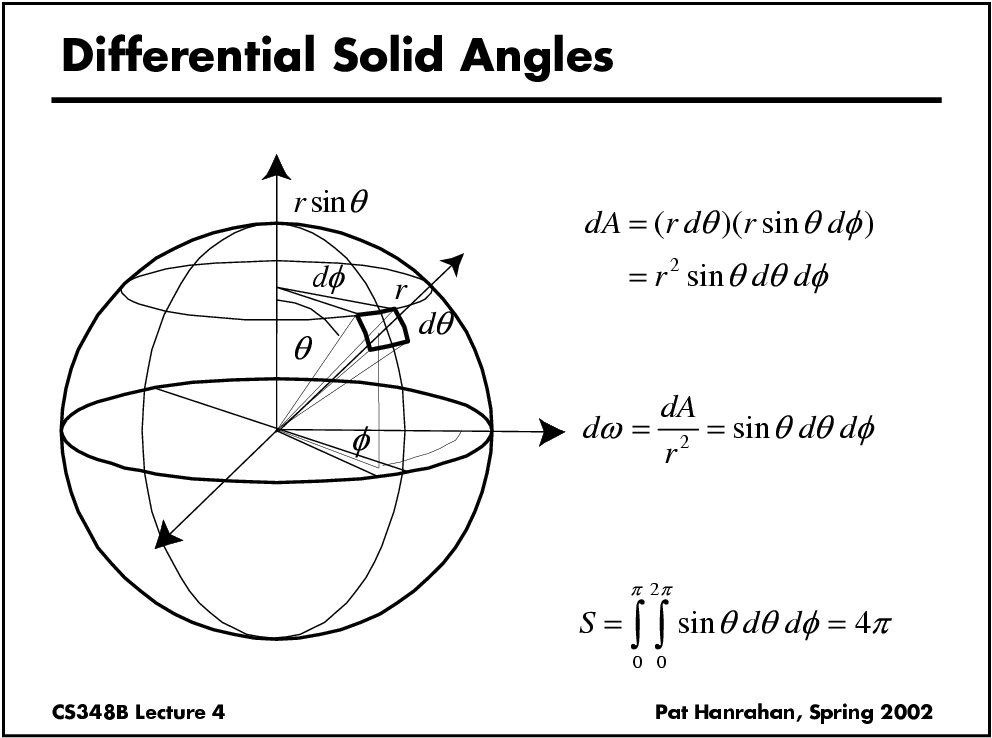 Differential Solid Angles
r sin θ
dϕ
r
dθ
θ
ϕ
dA = (r dθ)(r sin θ dϕ)
= r² sin θ dθ dϕ
dω = dA/r² = sin θ dθ dϕ
S = ∫₀^π ∫₀^2π sin θ dθ dϕ = 4π
CS348B Lecture 4
Pat Hanrahan, Spring 2002